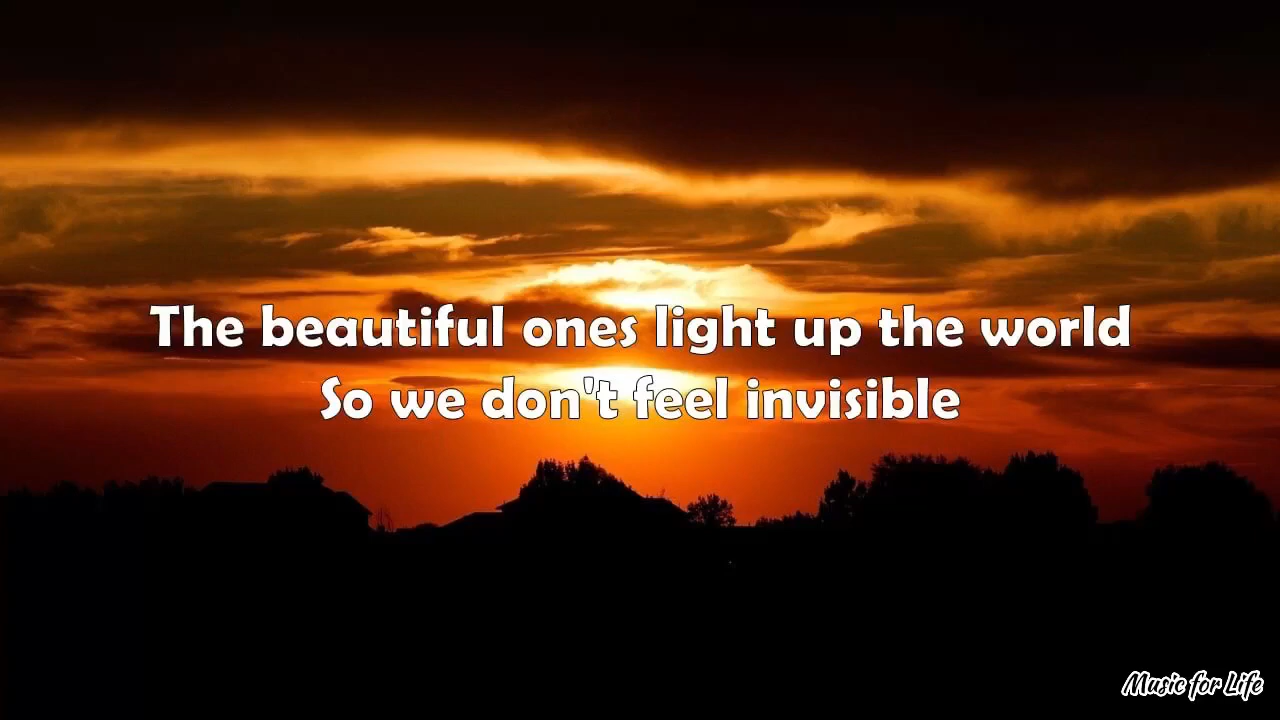 The beautiful ones light up the world
So we don't feel invisible
Music for Life